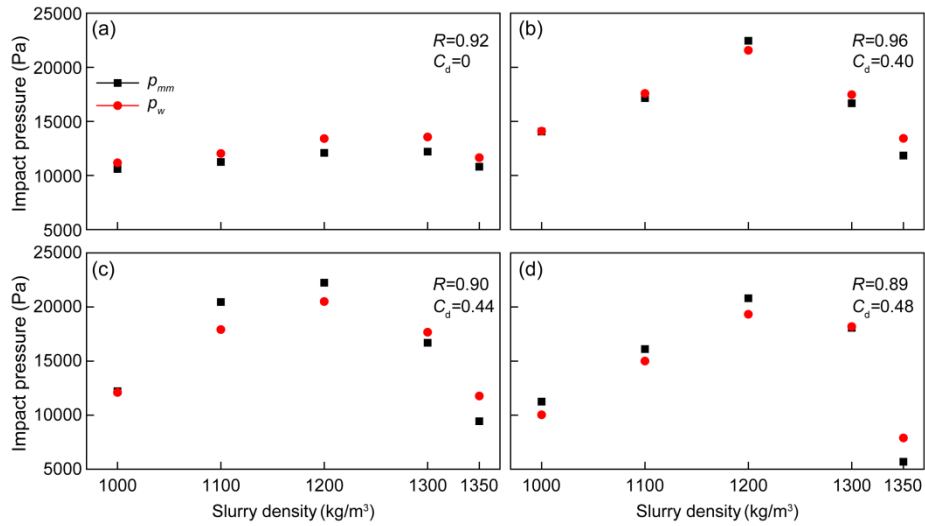 (a)
R=0.92
C_d=0
p_mm
p_w
(b)
R=0.96
C_d=0.40
25000
20000
15000
10000
5000
Impact pressure (Pa)
(c)
R=0.90
C_d=0.44
(d)
R=0.89
C_d=0.48
25000
20000
15000
10000
5000
Impact pressure (Pa)
1000 1100 1200 1300 1350
1000 1100 1200 1300 1350
Slurry density (kg/m³)
Slurry density (kg/m³)